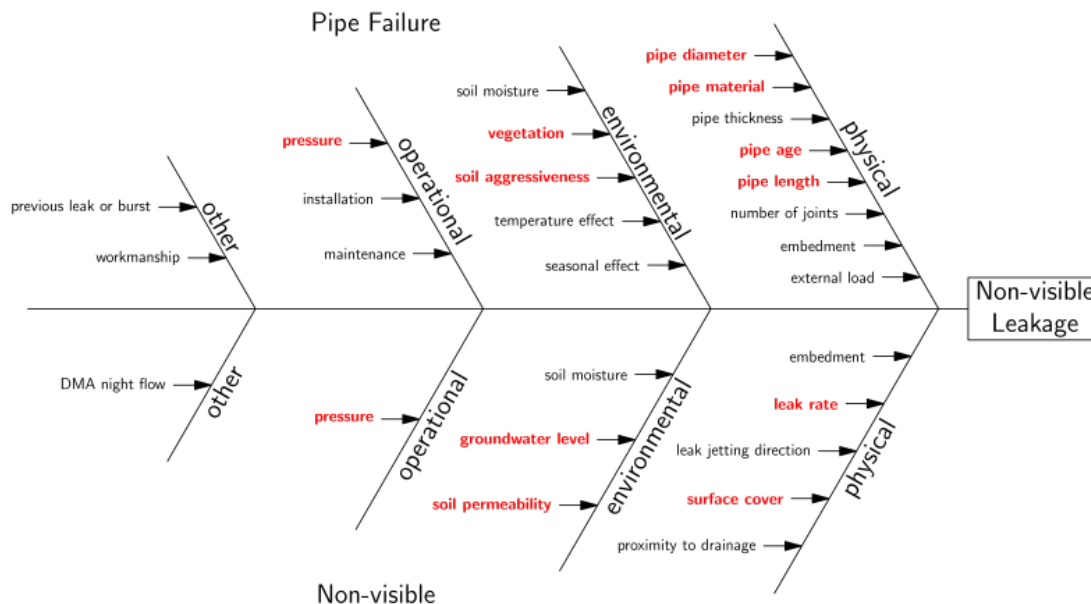 Pipe Failure
previous leak or burst
workmanship
other
pressure
installation
maintenance
operational
soil moisture
vegetation
soil aggressiveness
temperature effect
seasonal effect
environmental
pipe diameter
pipe material
pipe thickness
pipe age
pipe length
number of joints
embedment
external load
physical
Non-visible
Leakage
DMA night flow
other
pressure
operational
soil moisture
groundwater level
soil permeability
environmental
embedment
leak rate
leak jetting direction
surface cover
proximity to drainage
physical
Non-visible